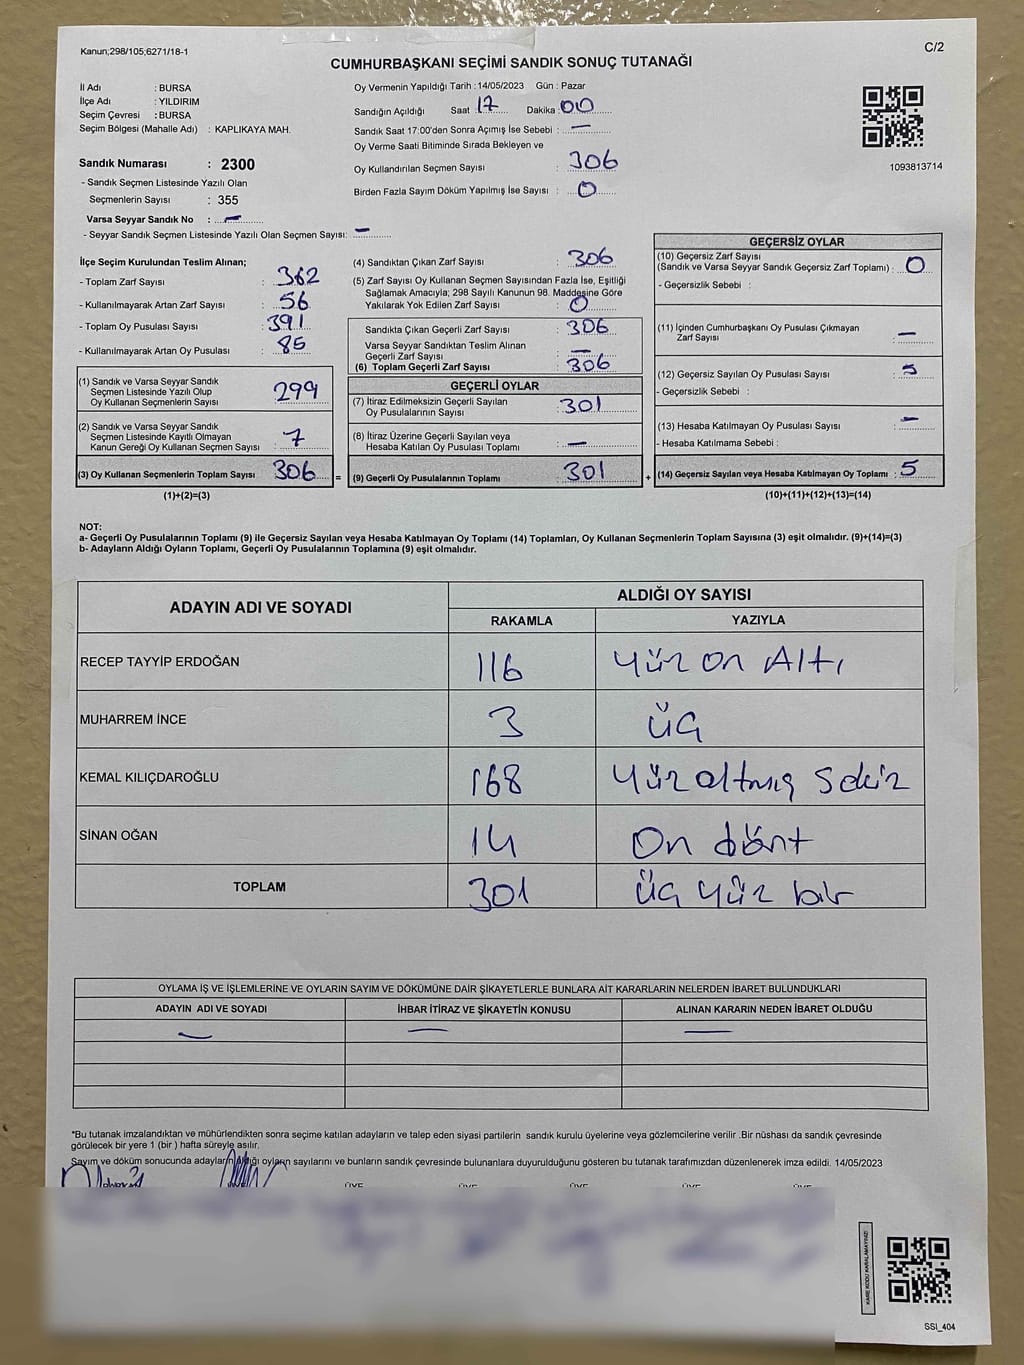 Kanun;298/105;6271/18-1
C/2
CUMHURBAŞKANI SEÇİMİ SANDIK SONUÇ TUTANAĞI
İl Adı : BURSA
İlçe Adı : YILDIRIM
Seçim Çevresi : BURSA
Seçim Bölgesi (Mahalle Adı) : KAPLIKAYA MAH.
Oy Vermenin Yapıldığı Tarih : 14/05/2023 Gün : Pazar
Sandığın Açıldığı Saat : 17 Dakika : 00
Sandık Saat 17:00'den Sonra Açımış İse Sebebi : —
Oy Verme Saati Bitiminde Sırada Bekleyen ve
Oy Kullandırılan Seçmen Sayısı : 306
Birden Fazla Sayım Döküm Yapılmış İse Sayısı : 0
1093813714
Sandık Numarası : 2300
- Sandık Seçmen Listesinde Yazılı Olan
Seçmenlerin Sayısı : 355
Varsa Seyyar Sandık No : —
- Seyyar Sandık Seçmen Listesinde Yazılı Olan Seçmen Sayısı: —
İlçe Seçim Kurulundan Teslim Alınan;
- Toplam Zarf Sayısı : 362
- Kullanılmayarak Artan Zarf Sayısı : 56
- Toplam Oy Pusulası Sayısı : 391
- Kullanılmayarak Artan Oy Pusulası : 85
(1) Sandık ve Varsa Seyyar Sandık
Seçmen Listesinde Yazılı Olup
Oy Kullanan Seçmenlerin Sayısı : 299
(2) Sandık ve Varsa Seyyar Sandık
Seçmen Listesinde Kayıtlı Olmayan
Kanun Gereği Oy Kullanan Seçmen Sayısı : 7
(3) Oy Kullanan Seçmenlerin Toplam Sayısı : 306
(1)+(2)=(3)
=
(4) Sandıktan Çıkan Zarf Sayısı : 306
(5) Zarf Sayısı Oy Kullanan Seçmen Sayısından Fazla İse, Eşitliği
Sağlamak Amacıyla; 298 Sayılı Kanunun 98. Maddesine Göre
Yakılarak Yok Edilen Zarf Sayısı : 0
Sandıkta Çıkan Geçerli Zarf Sayısı : 306
Varsa Seyyar Sandıktan Teslim Alınan
Geçerli Zarf Sayısı : —
(6) Toplam Geçerli Zarf Sayısı : 306
GEÇERLİ OYLAR
(7) İtiraz Edilmeksizin Geçerli Sayılan
Oy Pusulalarının Sayısı : 301
(8) İtiraz Üzerine Geçerli Sayılan veya
Hesaba Katılan Oy Pusulası Toplamı : —
(9) Geçerli Oy Pusulalarının Toplamı : 301
+
GEÇERSİZ OYLAR
(10) Geçersiz Zarf Sayısı
(Sandık ve Varsa Seyyar Sandık Geçersiz Zarf Toplamı) : 0
- Geçersizlik Sebebi :
(11) İçinden Cumhurbaşkanı Oy Pusulası Çıkmayan
Zarf Sayısı : —
(12) Geçersiz Sayılan Oy Pusulası Sayısı : 5
- Geçersizlik Sebebi :
(13) Hesaba Katılmayan Oy Pusulası Sayısı : —
- Hesaba Katılmama Sebebi :
(14) Geçersiz Sayılan veya Hesaba Katılmayan Oy Toplamı : 5
(10)+(11)+(12)+(13)=(14)
NOT:
a- Geçerli Oy Pusulalarının Toplamı (9) ile Geçersiz Sayılan veya Hesaba Katılmayan Oy Toplamı (14) Toplamları, Oy Kullanan Seçmenlerin Toplam Sayısına (3) eşit olmalıdır. (9)+(14)=(3)
b- Adayların Aldığı Oyların Toplamı, Geçerli Oy Pusulalarının Toplamına (9) eşit olmalıdır.
ADAYIN ADI VE SOYADI
ALDIĞI OY SAYISI
RAKAMLA YAZIYLA
RECEP TAYYİP ERDOĞAN 116 yüz on Altı
MUHARREM İNCE 3 üç
KEMAL KILIÇDAROĞLU 168 yüz altmış sekiz
SİNAN OĞAN 14 On dört
TOPLAM 301 üç yüz bir
OYLAMA İŞ VE İŞLEMLERİNE VE OYLARIN SAYIM VE DÖKÜMÜNE DAİR ŞİKAYETLERLE BUNLARA AİT KARARLARIN NELERDEN İBARET BULUNDUKLARI
ADAYIN ADI VE SOYADI İHBAR İTİRAZ VE ŞİKAYETİN KONUSU ALINAN KARARIN NEDEN İBARET OLDUĞU
— — —
*Bu tutanak imzalandıktan ve mühürlendikten sonra seçime katılan adayların ve talep eden siyasi partilerin sandık kurulu üyelerine veya gözlemcilerine verilir .Bir nüshası da sandık çevresinde
görülecek bir yere 1 (bir ) hafta süreyle asılır.
Sayım ve döküm sonucunda adayların Aldığı oyların sayılarını ve bunların sandık çevresinde bulunanlara duyurulduğunu gösteren bu tutanak tarafımızdan düzenlenerek imza edildi. 14/05/2023
ÜYE ÜYE ÜYE ÜYE ÜYE
KARE KODU KARALAMAYINIZ!
SSI_404